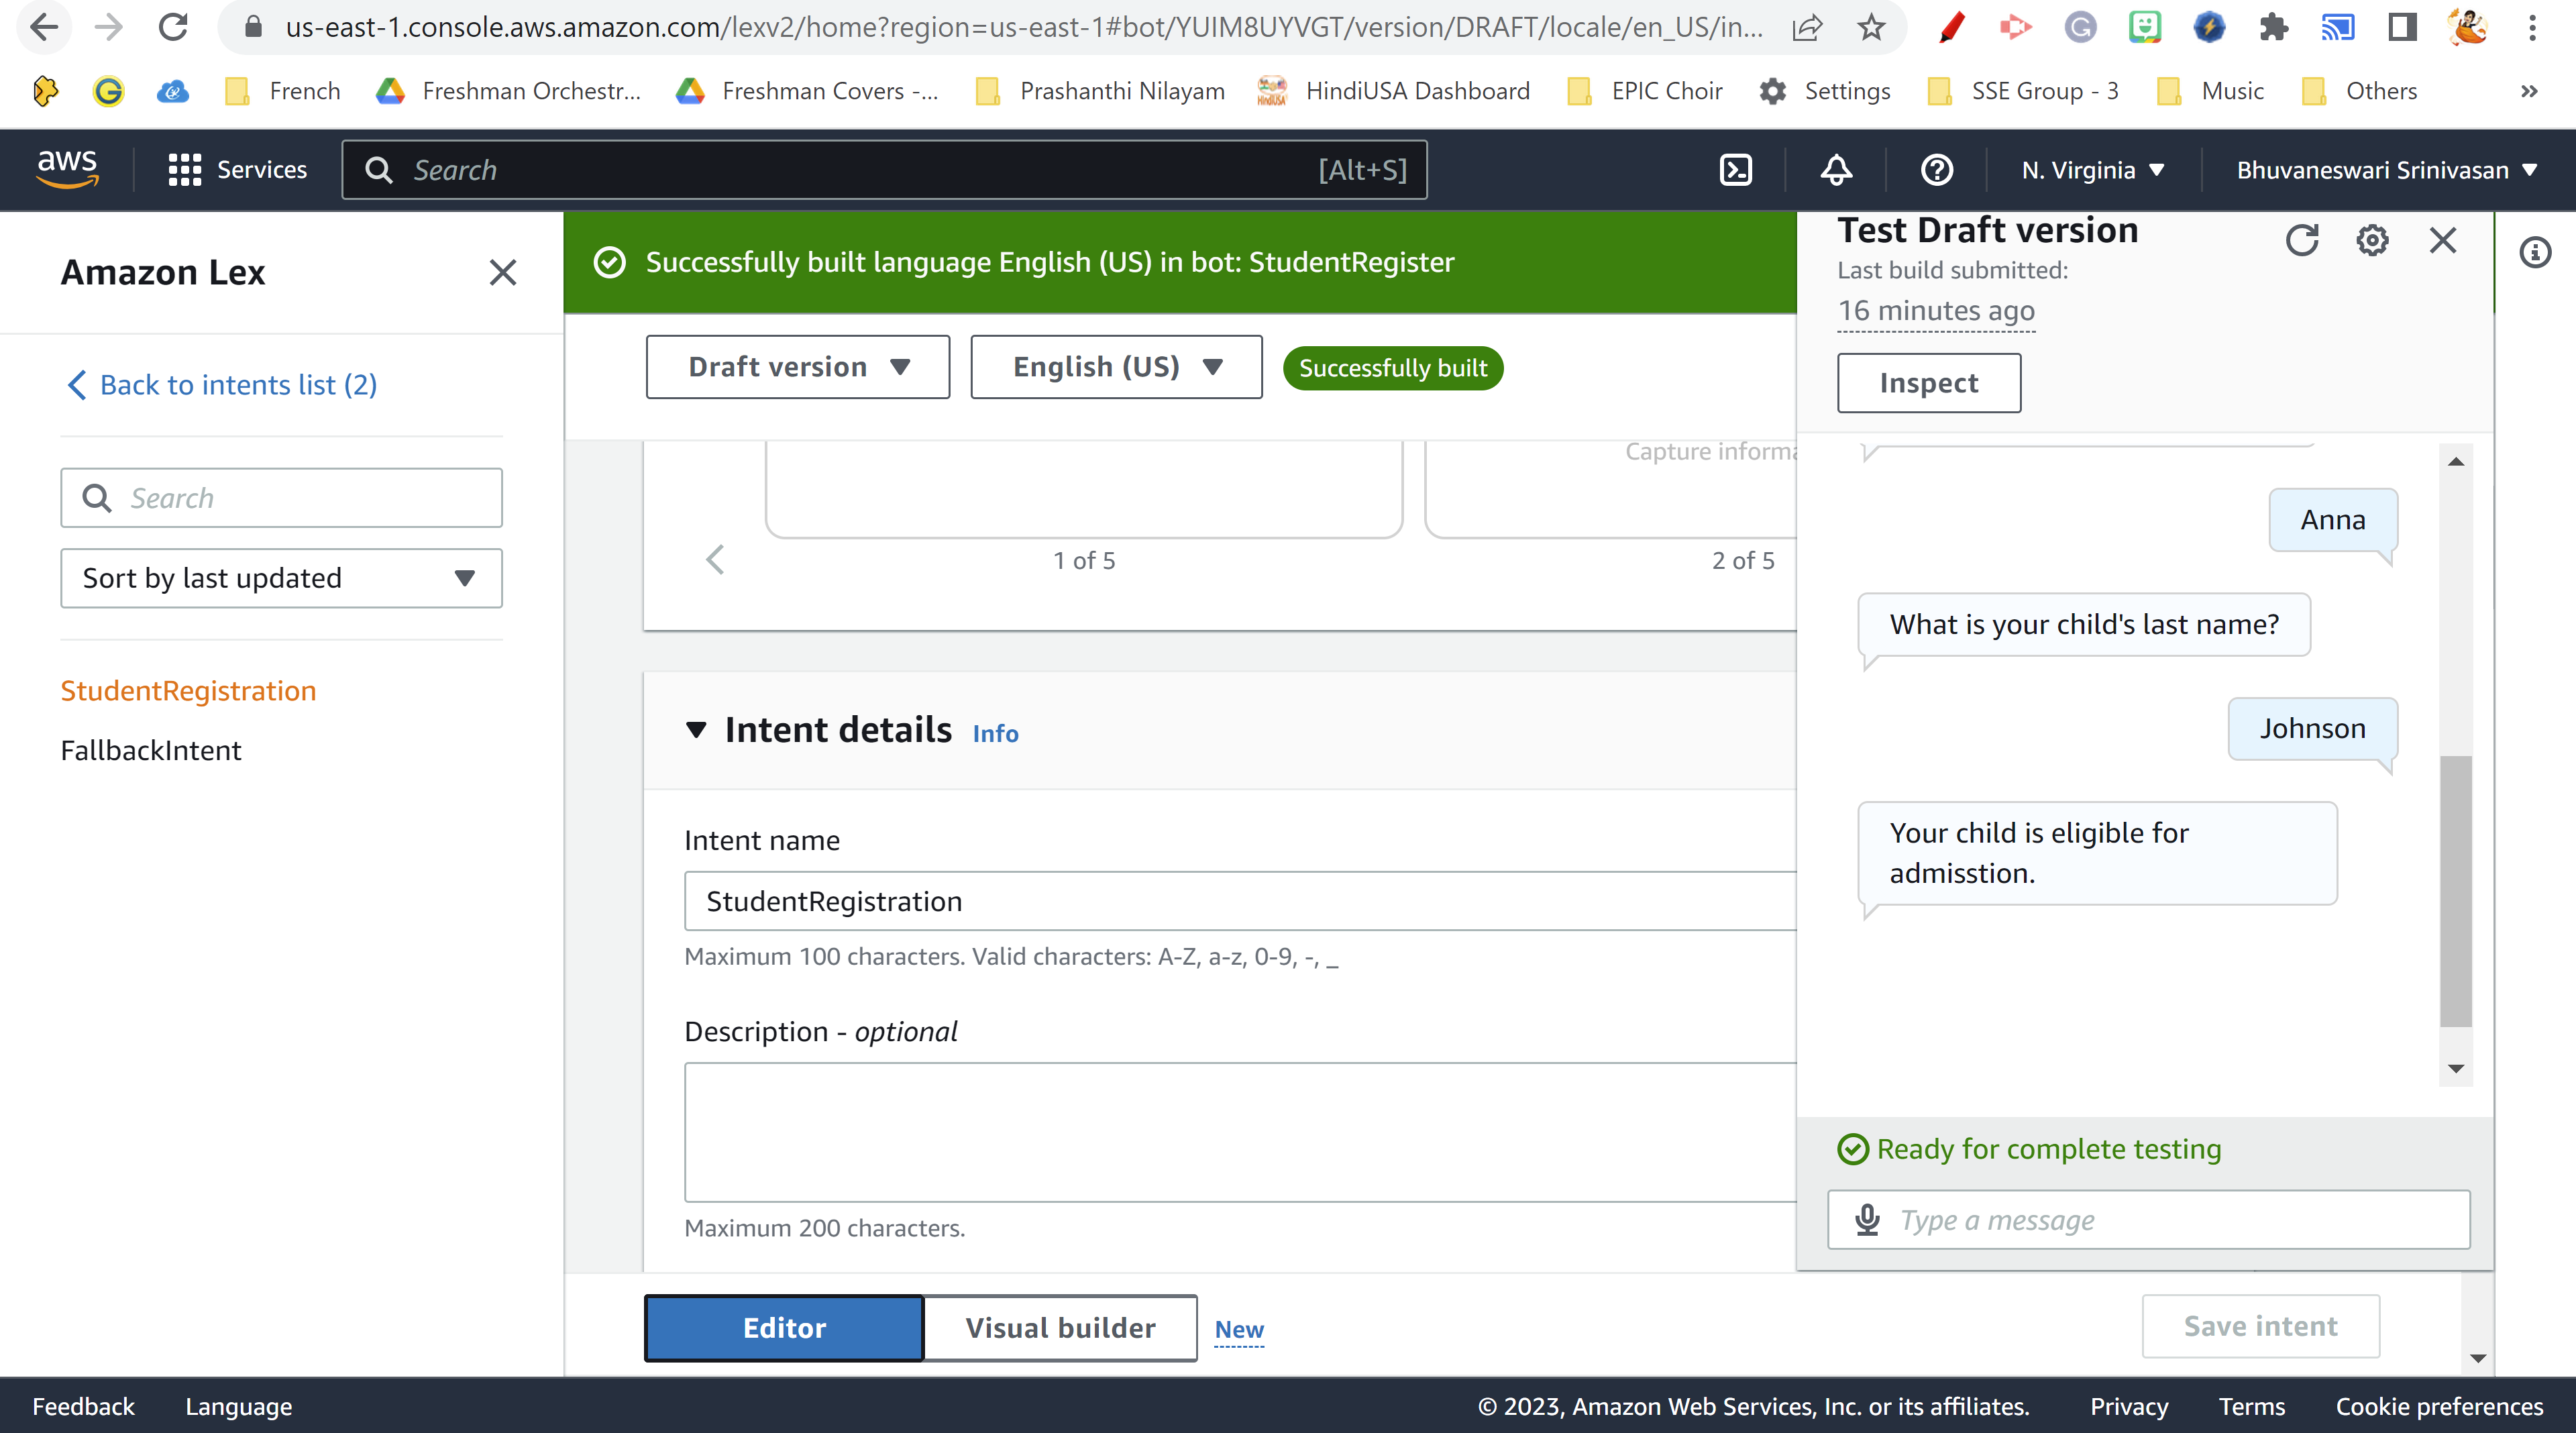 us-east-1.console.aws.amazon.com/lexv2/home?region=us-east-1#bot/YUIM8UYVGT/version/DRAFT/locale/en_US/in...
French
Freshman Orchestr...
Freshman Covers -...
Prashanthi Nilayam
HindiUSA Dashboard
EPIC Choir
Settings
SSE Group - 3
Music
Others
»
aws
Services
Search
[Alt+S]
N. Virginia
Bhuvaneswari Srinivasan
Amazon Lex
Back to intents list (2)
Search
Sort by last updated
StudentRegistration
FallbackIntent
Successfully built language English (US) in bot: StudentRegister
Draft version
English (US)
Successfully built
Capture informa
1 of 5
2 of 5
Intent details Info
Intent name
StudentRegistration
Maximum 100 characters. Valid characters: A-Z, a-z, 0-9, -, _
Description - optional
Maximum 200 characters.
Editor
Visual builder
New
Save intent
Test Draft version
Last build submitted:
16 minutes ago
Inspect
Anna
What is your child's last name?
Johnson
Your child is eligible for
admisstion.
Ready for complete testing
Type a message
Feedback
Language
© 2023, Amazon Web Services, Inc. or its affiliates.
Privacy
Terms
Cookie preferences